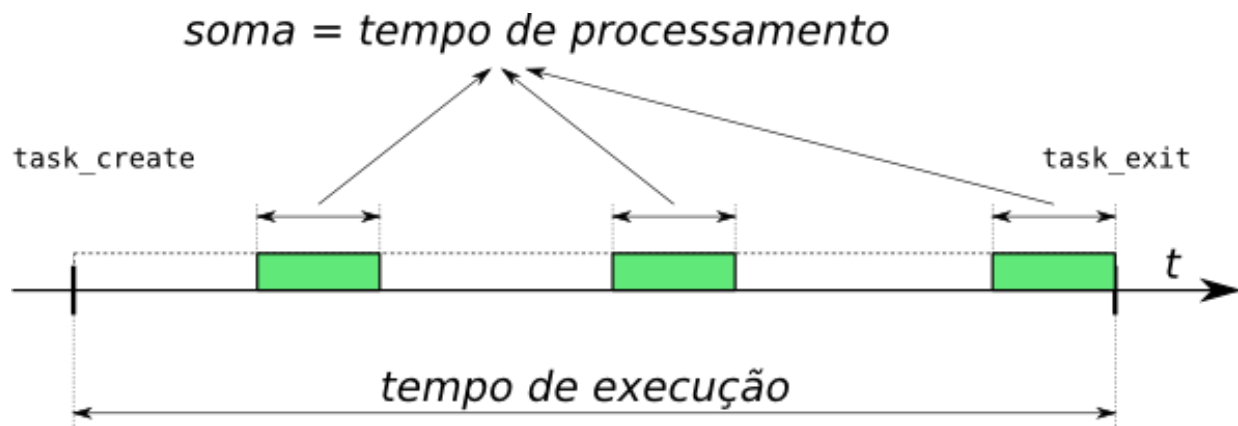 soma = tempo de processamento
task_create
task_exit
t
tempo de execução